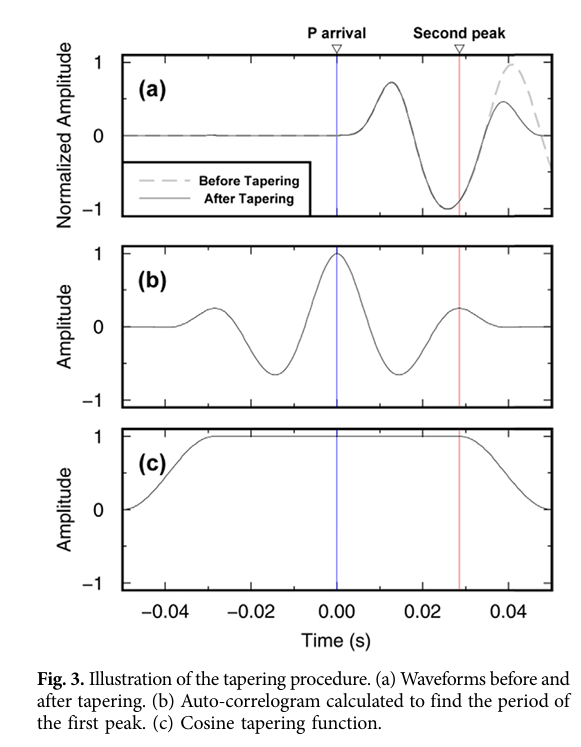 P arrival Second peak
(a)
Normalized Amplitude
1
0
−1
Before Tapering
After Tapering
(b)
Amplitude
1
0
−1
(c)
Amplitude
1
0
−1
−0.04 −0.02 0.00 0.02 0.04
Time (s)
Fig. 3. Illustration of the tapering procedure. (a) Waveforms before and
after tapering. (b) Auto-correlogram calculated to find the period of
the first peak. (c) Cosine tapering function.